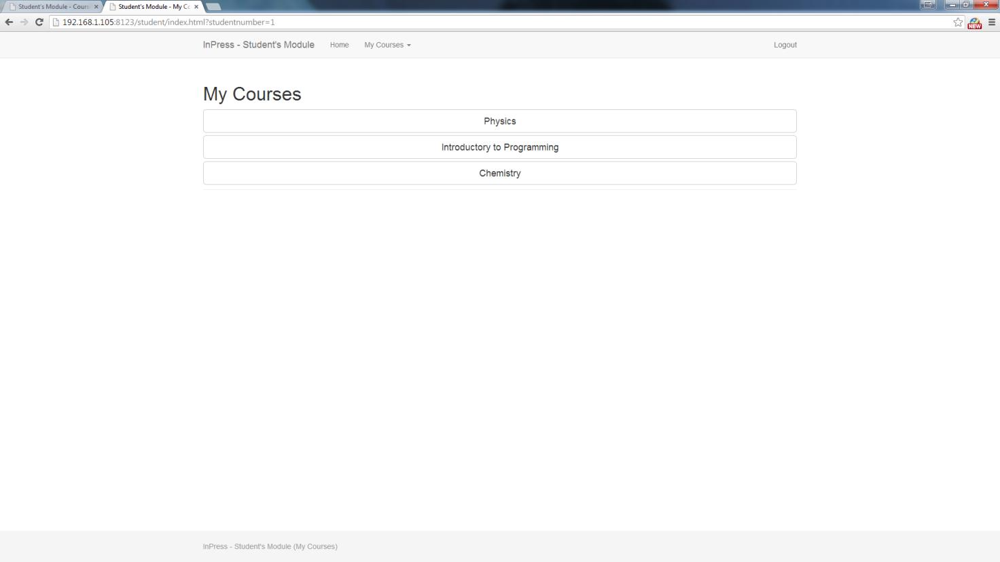 Student's Module - Cours
Student's Module - My Co
192.168.1.105:8123/student/index.html?studentnumber=1
NEW
InPress - Student's Module Home My Courses Logout
My Courses
Physics
Introductory to Programming
Chemistry
InPress - Student's Module (My Courses)